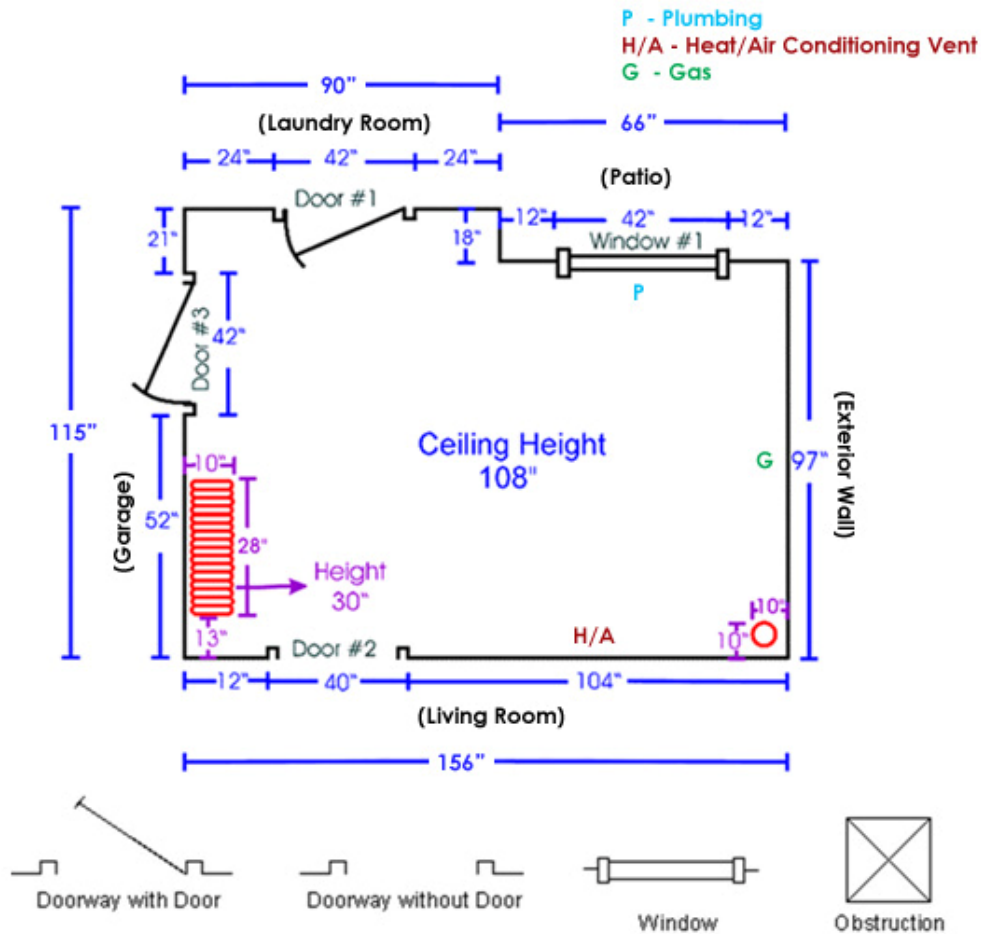 P - Plumbing
H/A - Heat/Air Conditioning Vent
G - Gas
90”
(Laundry Room)
66”
24" 42" 24"
(Patio)
Door #1
12" 42" 12"
21"
18"
Window #1
P
Door #3
42"
115”
Ceiling Height
108"
(Exterior Wall)
G
97"
10"
(Garage)
52"
28"
Height
30"
10"
13"
10"
H/A
Door #2
12" 40" 104"
(Living Room)
156”
Doorway with Door
Doorway without Door
Window
Obstruction